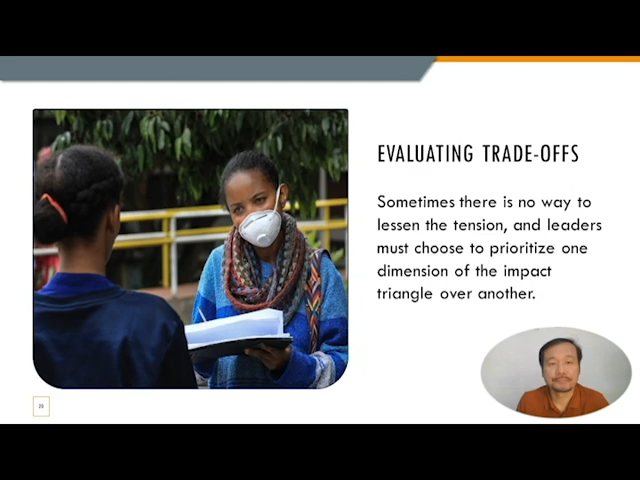 EVALUATING TRADE-OFFS
Sometimes there is no way to
lessen the tension, and leaders
must choose to prioritize one
dimension of the impact
triangle over another.